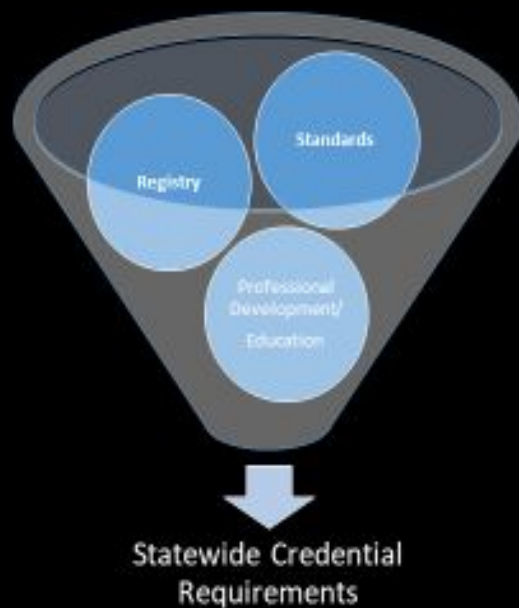 Standards
Registry
Professional
Development/
Education
Statewide Credential
Requirements